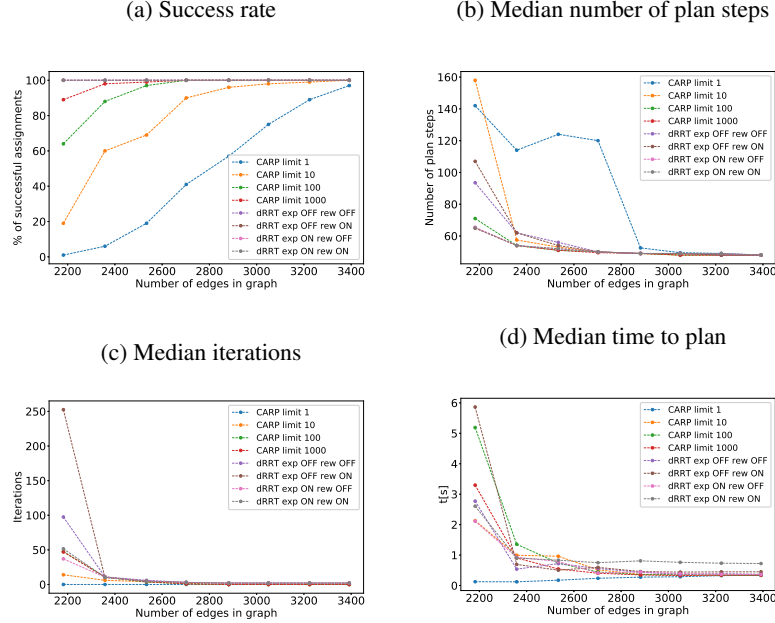 (a) Success rate
100
80
60
40
20
0
% of successful assignments
2200 2400 2600 2800 3000 3200 3400
Number of edges in graph
CARP limit 1
CARP limit 10
CARP limit 100
CARP limit 1000
dRRT exp OFF rew OFF
dRRT exp OFF rew ON
dRRT exp ON rew OFF
dRRT exp ON rew ON
(b) Median number of plan steps
160
140
120
100
80
60
Number of plan steps
2200 2400 2600 2800 3000 3200 3400
Number of edges in graph
CARP limit 1
CARP limit 10
CARP limit 100
CARP limit 1000
dRRT exp OFF rew OFF
dRRT exp OFF rew ON
dRRT exp ON rew OFF
dRRT exp ON rew ON
(c) Median iterations
250
200
150
100
50
0
Iterations
2200 2400 2600 2800 3000 3200 3400
Number of edges in graph
CARP limit 1
CARP limit 10
CARP limit 100
CARP limit 1000
dRRT exp OFF rew OFF
dRRT exp OFF rew ON
dRRT exp ON rew OFF
dRRT exp ON rew ON
(d) Median time to plan
6
5
4
3
2
1
0
t[s]
2200 2400 2600 2800 3000 3200 3400
Number of edges in graph
CARP limit 1
CARP limit 10
CARP limit 100
CARP limit 1000
dRRT exp OFF rew OFF
dRRT exp OFF rew ON
dRRT exp ON rew OFF
dRRT exp ON rew ON